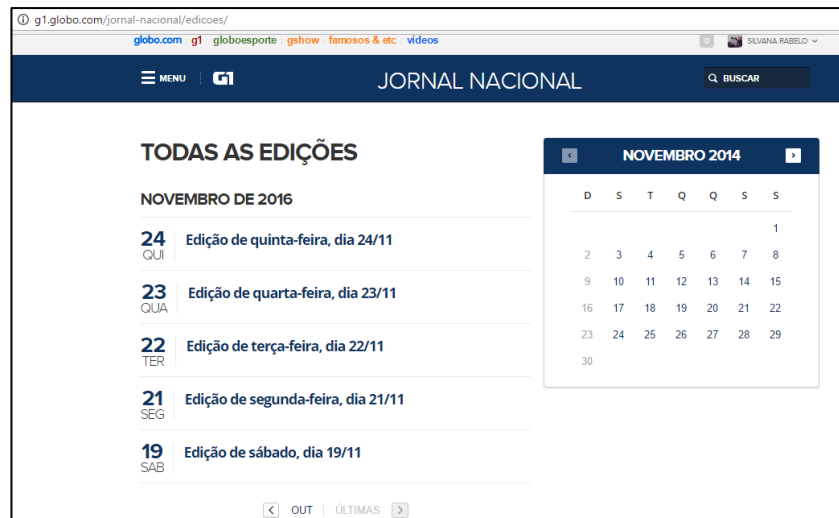 g1.globo.com/jornal-nacional/edicoes/
globo.com g1 globoesporte gshow famosos & etc vídeos 0 SILVANA RABELO
MENU G1 JORNAL NACIONAL BUSCAR
TODAS AS EDIÇÕES
NOVEMBRO DE 2016
24 Edição de quinta-feira, dia 24/11
QUI
23 Edição de quarta-feira, dia 23/11
QUA
22 Edição de terça-feira, dia 22/11
TER
21 Edição de segunda-feira, dia 21/11
SEG
19 Edição de sábado, dia 19/11
SAB
< OUT ÚLTIMAS >
< NOVEMBRO 2014 >
D S T Q Q S S
1
2 3 4 5 6 7 8
9 10 11 12 13 14 15
16 17 18 19 20 21 22
23 24 25 26 27 28 29
30